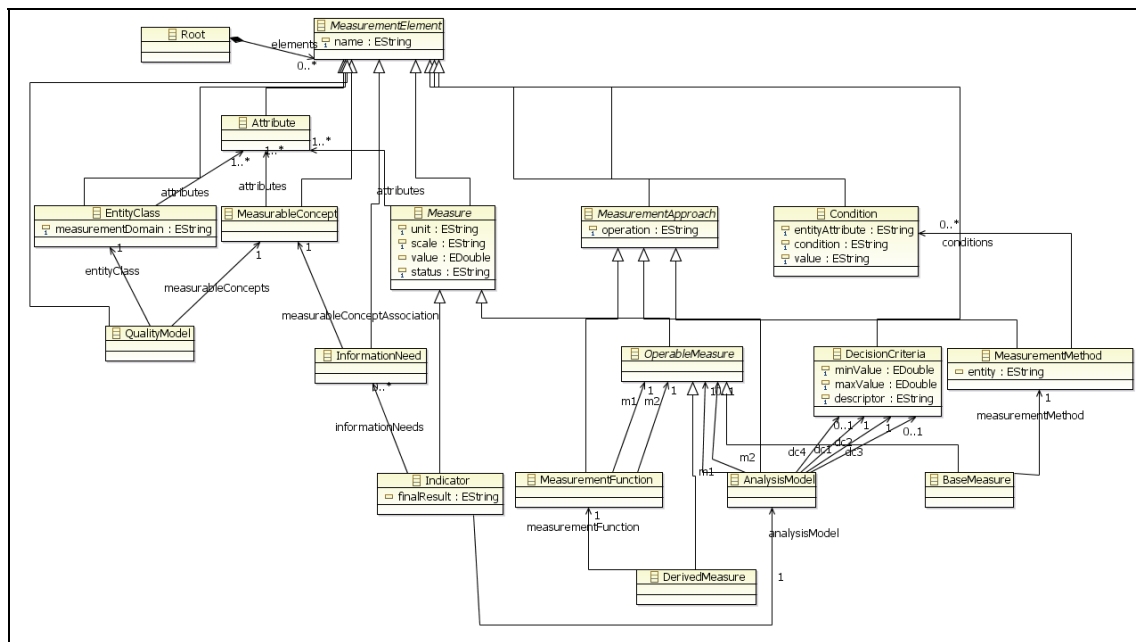 Root
MeasurementElement
name : EString
elements
0..*
Attribute
1..*
1..*
1..*
attributes
attributes
attributes
EntityClass
measurementDomain : EString
MeasurableConcept
Measure
unit : EString
scale : EString
value : EDouble
status : EString
MeasurementApproach
operation : EString
Condition
entityAttribute : EString
condition : EString
value : EString
0..*
conditions
1
entityClass
1
measurableConcepts
1
measurableConceptAssociation
QualityModel
InformationNeed
0..*
informationNeeds
OperableMeasure
DecisionCriteria
minValue : EDouble
maxValue : EDouble
descriptor : EString
MeasurementMethod
entity : EString
1
measurementMethod
m1
1
m2
1
1
1
m1
m2
0..1
1
1
0..1
dc4
dc1
dc2
dc3
Indicator
finalResult : EString
MeasurementFunction
AnalysisModel
BaseMeasure
1
measurementFunction
analysisModel
1
DerivedMeasure